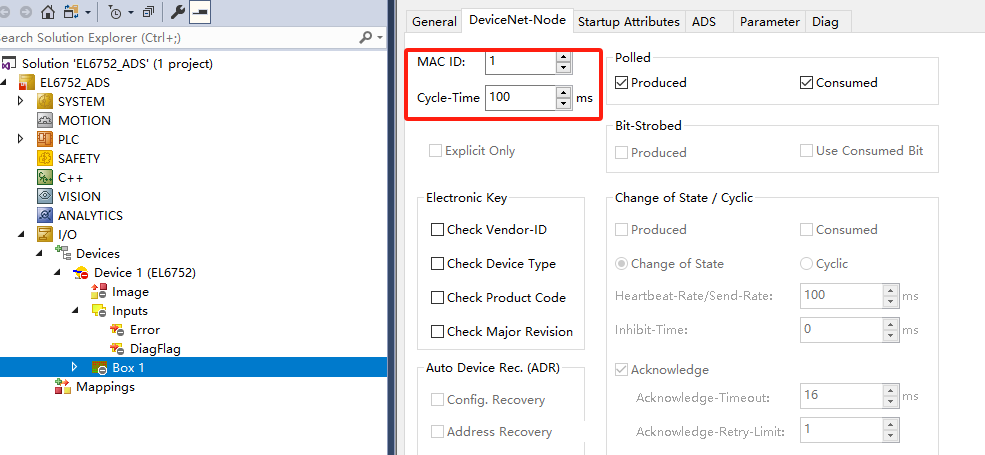 Search Solution Explorer (Ctrl+;)
Solution 'EL6752_ADS' (1 project)
EL6752_ADS
SYSTEM
MOTION
PLC
SAFETY
C++
VISION
ANALYTICS
I/O
Devices
Device 1 (EL6752)
Image
Inputs
Error
DiagFlag
Box 1
Mappings
General DeviceNet-Node Startup Attributes ADS Parameter Diag
MAC ID: 1
Cycle-Time 100 ms
Explicit Only
Electronic Key
Check Vendor-ID
Check Device Type
Check Product Code
Check Major Revision
Auto Device Rec. (ADR)
Config. Recovery
Address Recovery
Polled
Produced Consumed
Bit-Strobed
Produced Use Consumed Bit
Change of State / Cyclic
Produced Consumed
Change of State Cyclic
Heartbeat-Rate/Send-Rate: 100 ms
Inhibit-Time: 0 ms
Acknowledge
Acknowledge-Timeout: 16 ms
Acknowledge-Retry-Limit: 1